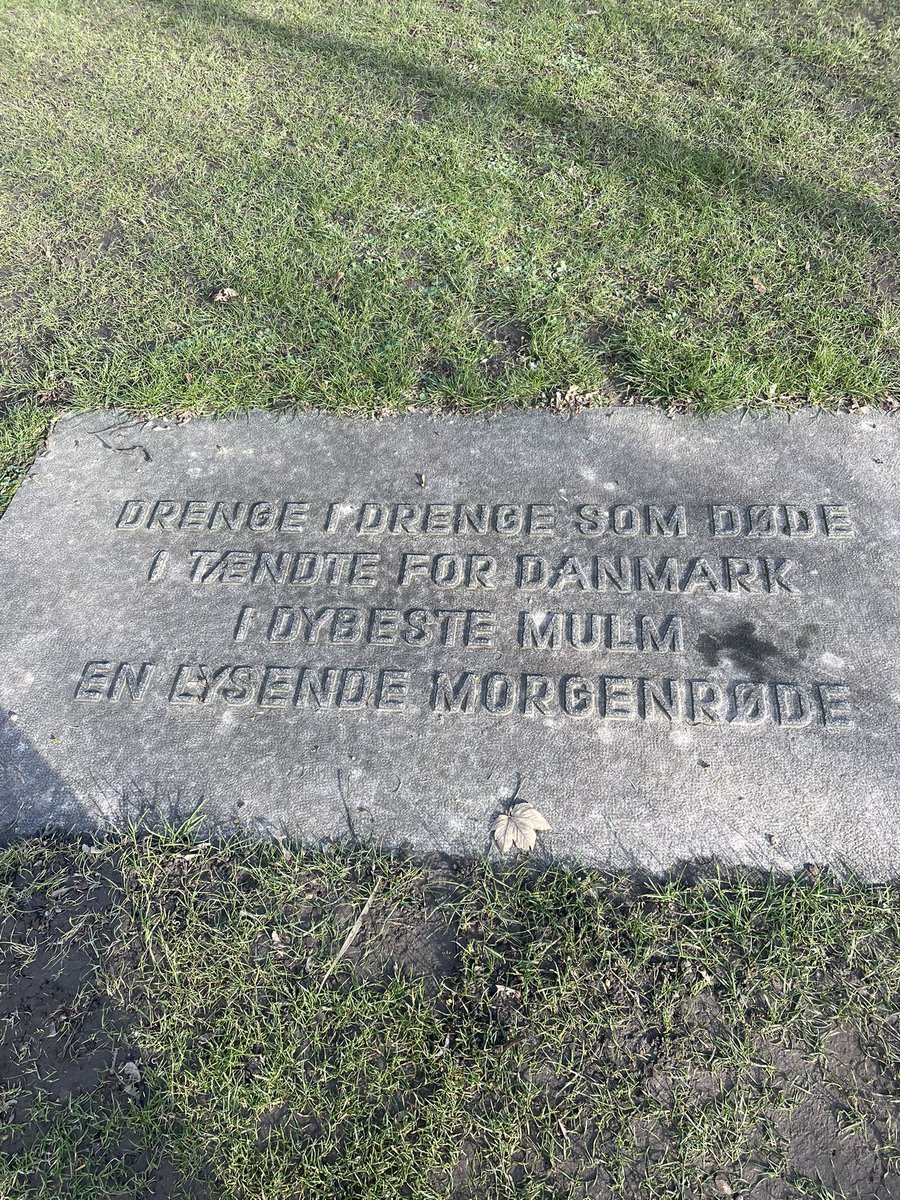 DRENGE I DRENGE SOM DØDE
I TÆNDTE FOR DANMARK
I DYBESTE MULM
EN LYSENDE MORGENRØDE